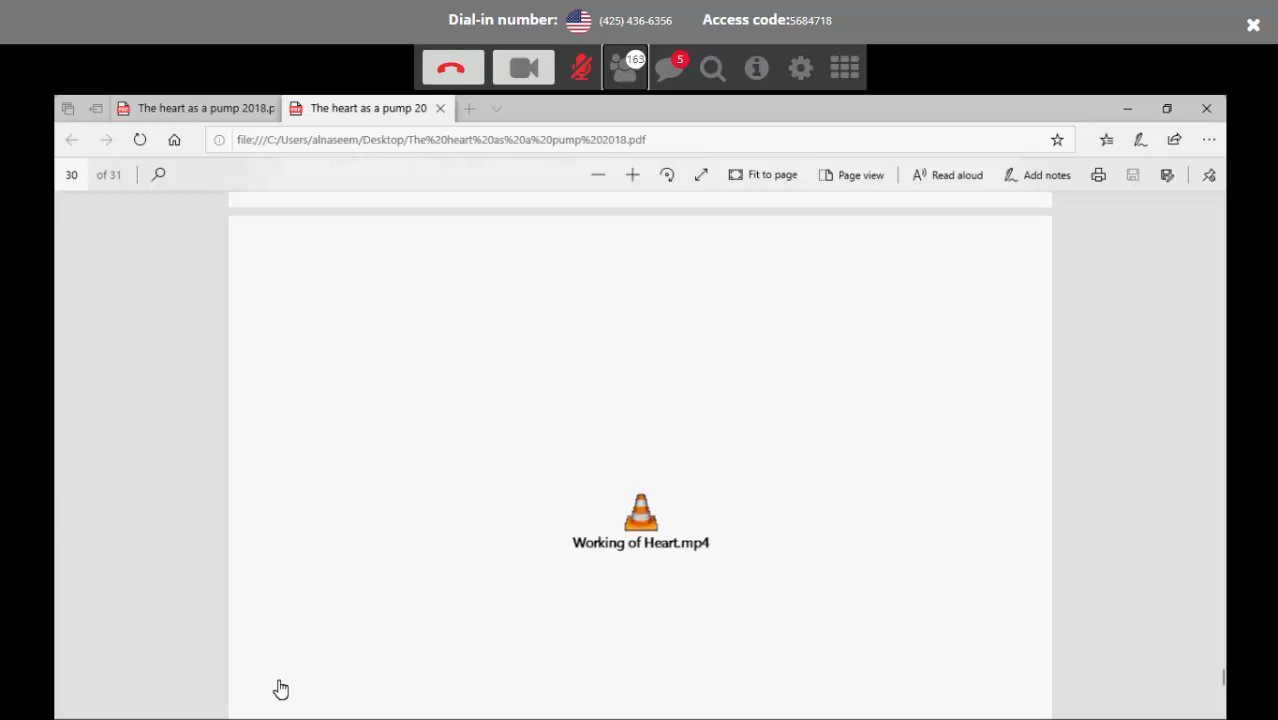 Dial-in number: (425) 436-6356 Access code:5684718
163
5
The heart as a pump 2018.p
The heart as a pump 20
file:///C:/Users/alnaseem/Desktop/The%20heart%20as%20a%20pump%202018.pdf
30 of 31
Fit to page
Page view
Read aloud
Add notes
Working of Heart.mp4